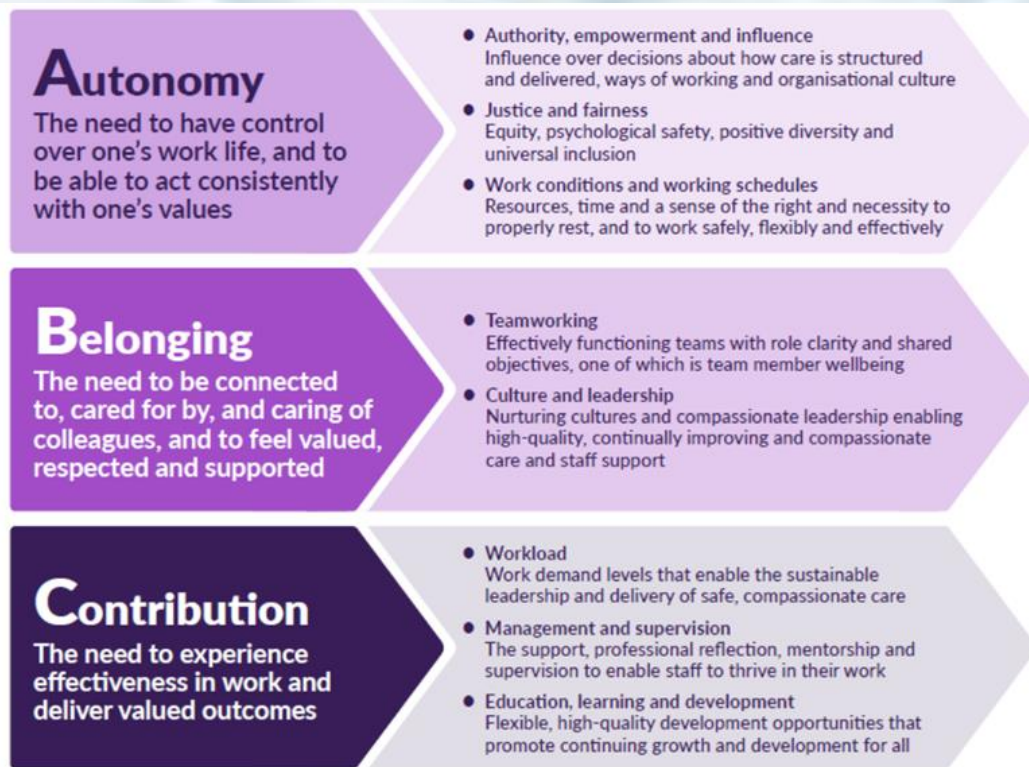 Autonomy
The need to have control
over one's work life, and to
be able to act consistently
with one's values
● Authority, empowerment and influence
Influence over decisions about how care is structured
and delivered, ways of working and organisational culture
● Justice and fairness
Equity, psychological safety, positive diversity and
universal inclusion
● Work conditions and working schedules
Resources, time and a sense of the right and necessity to
properly rest, and to work safely, flexibly and effectively
Belonging
The need to be connected
to, cared for by, and caring of
colleagues, and to feel valued,
respected and supported
● Teamworking
Effectively functioning teams with role clarity and shared
objectives, one of which is team member wellbeing
● Culture and leadership
Nurturing cultures and compassionate leadership enabling
high-quality, continually improving and compassionate
care and staff support
Contribution
The need to experience
effectiveness in work and
deliver valued outcomes
● Workload
Work demand levels that enable the sustainable
leadership and delivery of safe, compassionate care
● Management and supervision
The support, professional reflection, mentorship and
supervision to enable staff to thrive in their work
● Education, learning and development
Flexible, high-quality development opportunities that
promote continuing growth and development for all